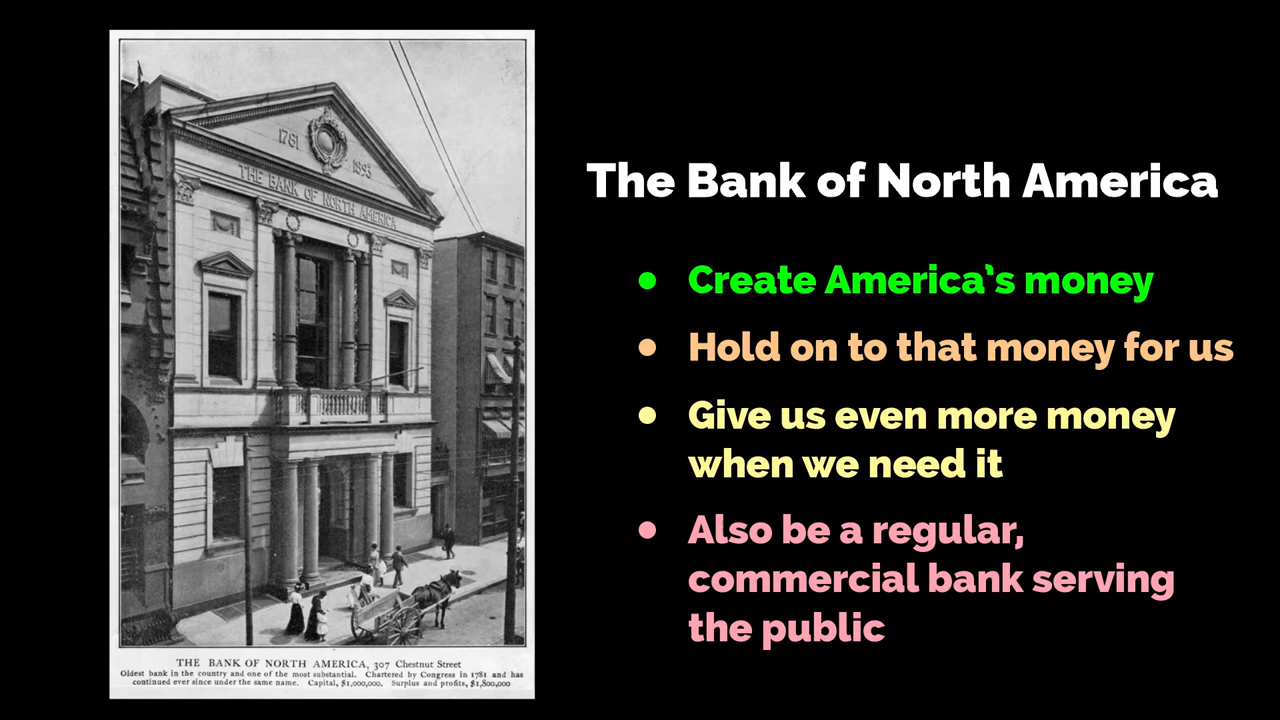 1781
1893
THE BANK OF NORTH AMERICA
THE BANK OF NORTH AMERICA, 307 Chestnut Street
Oldest bank in the country and one of the most substantial. Chartered by Congress in 1781 and has
continued ever since under the same name. Capital, $1,000,000. Surplus and profits, $1,800,000
The Bank of North America
• Create America's money
• Hold on to that money for us
• Give us even more money
when we need it
• Also be a regular,
commercial bank serving
the public